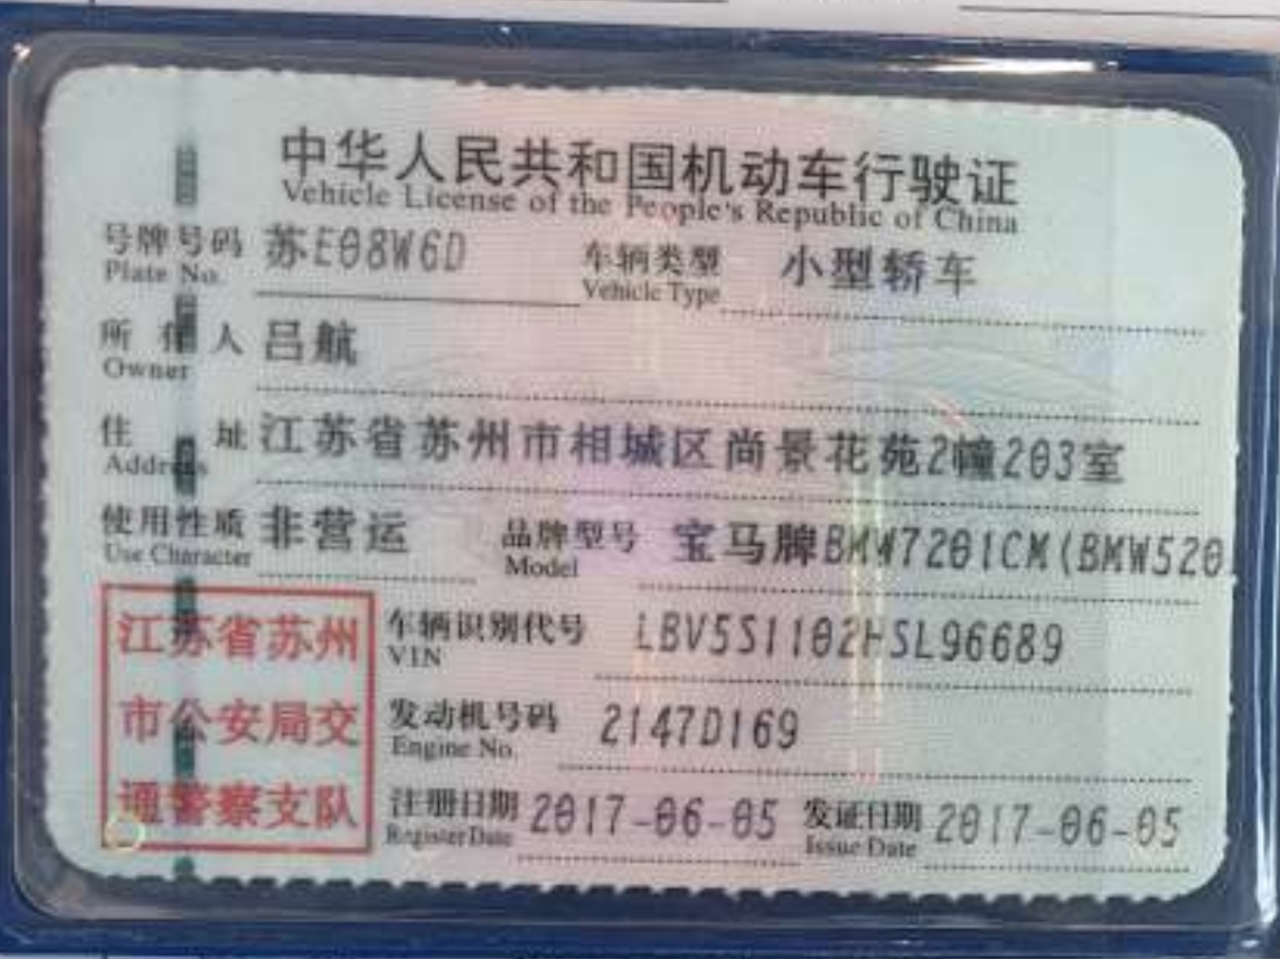 中华人民共和国机动车行驶证
Vehicle License of the People's Republic of China
号牌号码 苏E08W6D 车辆类型 小型轿车
Plate No. Vehicle Type
所有人 吕航
Owner
住址 江苏省苏州市相城区尚景花苑2幢203室
Address
使用性质 非营运 品牌型号 宝马牌BMW7201CM(BMW520
Use Character Model
江苏省苏州 车辆识别代号 LBV5S1102HSL96689
VIN
市公安局交 发动机号码 2147D169
Engine No.
通警察支队 注册日期 2017-06-05 发证日期 2017-06-05
Register Date Issue Date